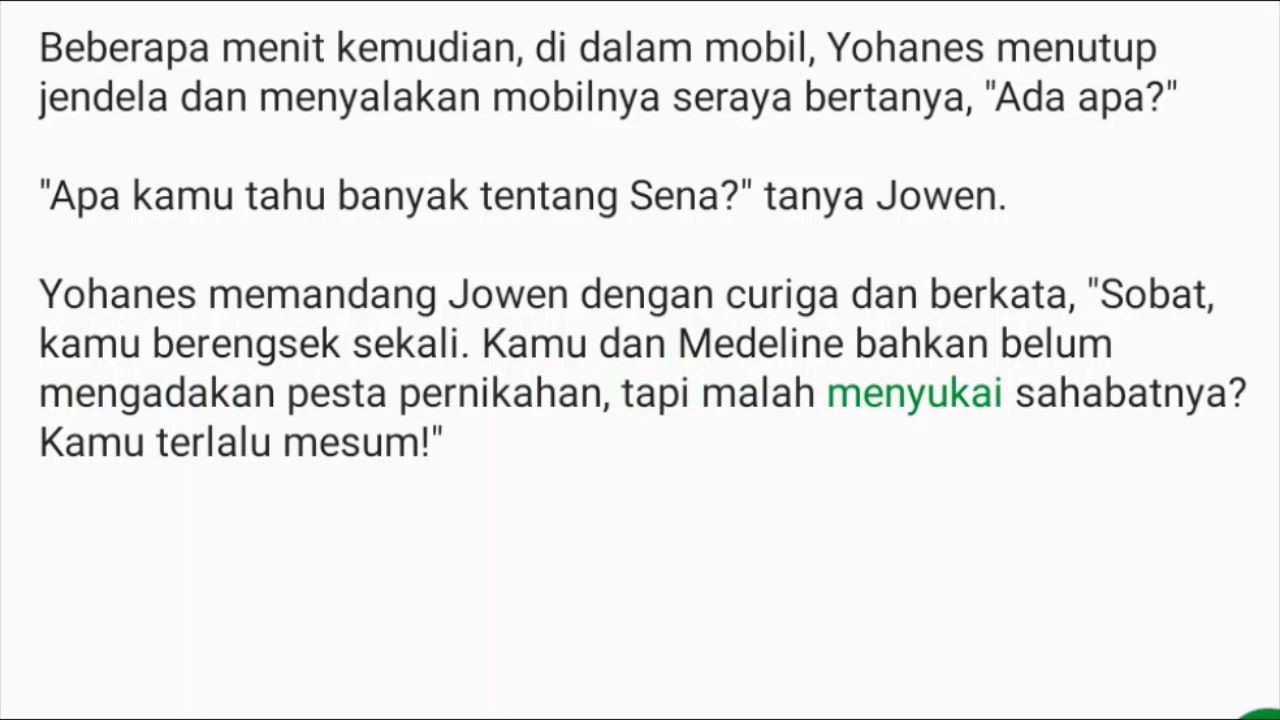 Beberapa menit kemudian, di dalam mobil, Yohanes menutup
jendela dan menyalakan mobilnya seraya bertanya, "Ada apa?"
"Apa kamu tahu banyak tentang Sena?" tanya Jowen.
Yohanes memandang Jowen dengan curiga dan berkata, "Sobat,
kamu berengsek sekali. Kamu dan Medeline bahkan belum
mengadakan pesta pernikahan, tapi malah menyukai sahabatnya?
Kamu terlalu mesum!"